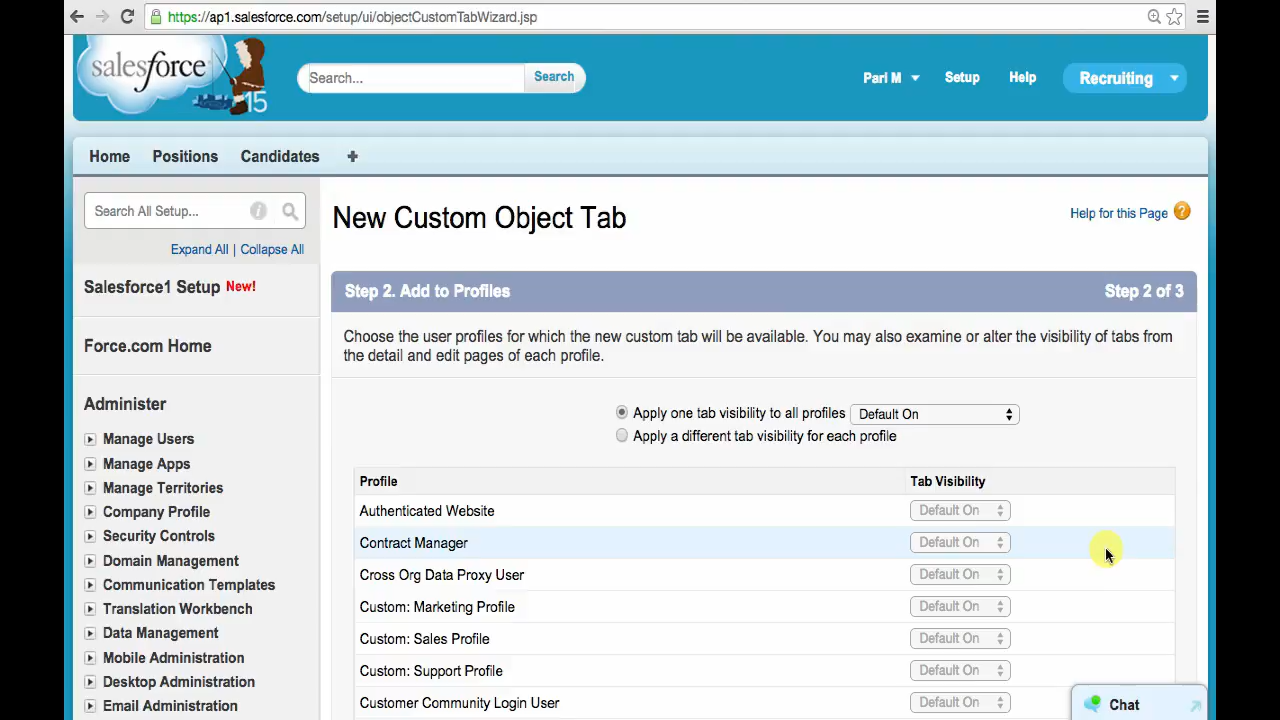 https://ap1.salesforce.com/setup/ui/objectCustomTabWizard.jsp
salesforce
15
Search...
Search
Pari M
Setup
Help
Recruiting
Home
Positions
Candidates
+
Search All Setup...
Expand All | Collapse All
Salesforce1 Setup New!
Force.com Home
Administer
Manage Users
Manage Apps
Manage Territories
Company Profile
Security Controls
Domain Management
Communication Templates
Translation Workbench
Data Management
Mobile Administration
Desktop Administration
Email Administration
New Custom Object Tab
Help for this Page ?
Step 2. Add to Profiles
Step 2 of 3
Choose the user profiles for which the new custom tab will be available. You may also examine or alter the visibility of tabs from
the detail and edit pages of each profile.
Apply one tab visibility to all profiles Default On
Apply a different tab visibility for each profile
Profile Tab Visibility
Authenticated Website Default On
Contract Manager Default On
Cross Org Data Proxy User Default On
Custom: Marketing Profile Default On
Custom: Sales Profile Default On
Custom: Support Profile Default On
Customer Community Login User Default On
Chat